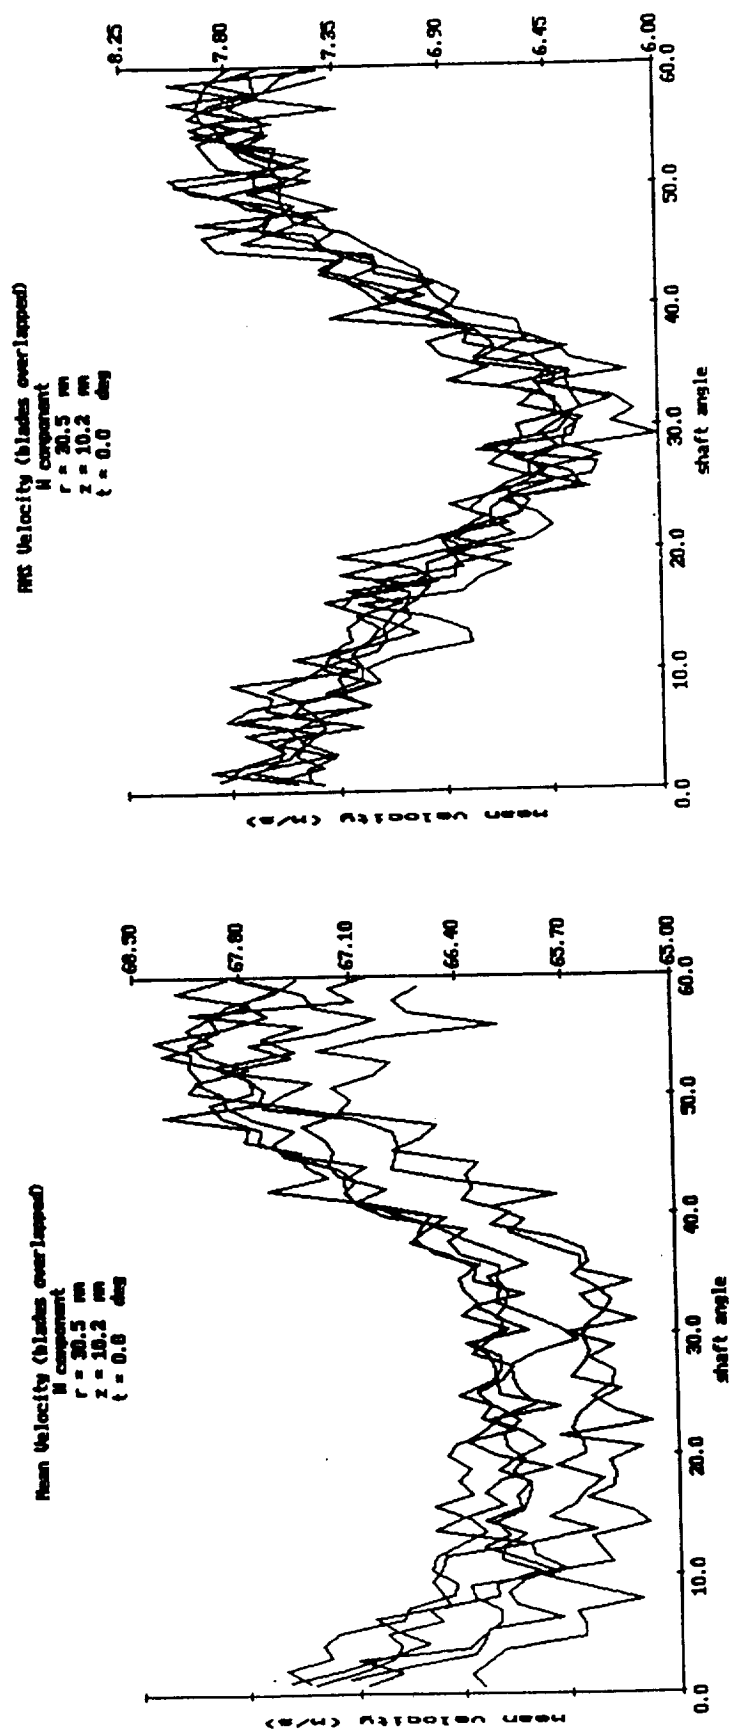 Mean Velocity (blades overlapped)
W component
r = 30.5 mm
z = 10.2 mm
t = 0.0 deg
68.50
67.80
67.10
66.40
65.70
65.00
mean velocity (m/s)
0.0 10.0 20.0 30.0 40.0 50.0 60.0
shaft angle
RMS Velocity (blades overlapped)
W component
r = 30.5 mm
z = 10.2 mm
t = 0.0 deg
8.25
7.80
7.35
6.90
6.45
6.00
mean velocity (m/s)
0.0 10.0 20.0 30.0 40.0 50.0 60.0
shaft angle